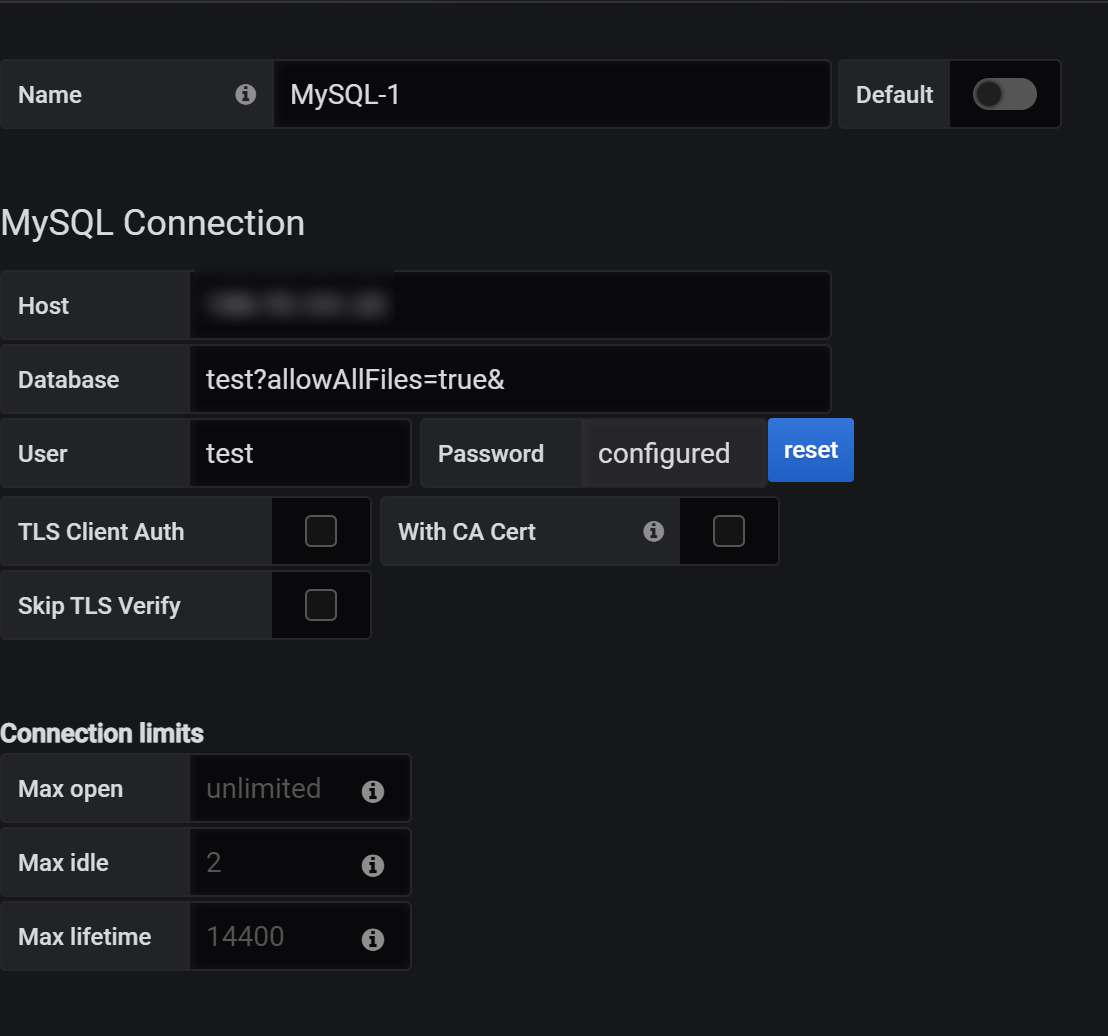 Name MySQL-1 Default
MySQL Connection
Host
Database test?allowAllFiles=true&
User test Password configured reset
TLS Client Auth With CA Cert
Skip TLS Verify
Connection limits
Max open unlimited
Max idle 2
Max lifetime 14400